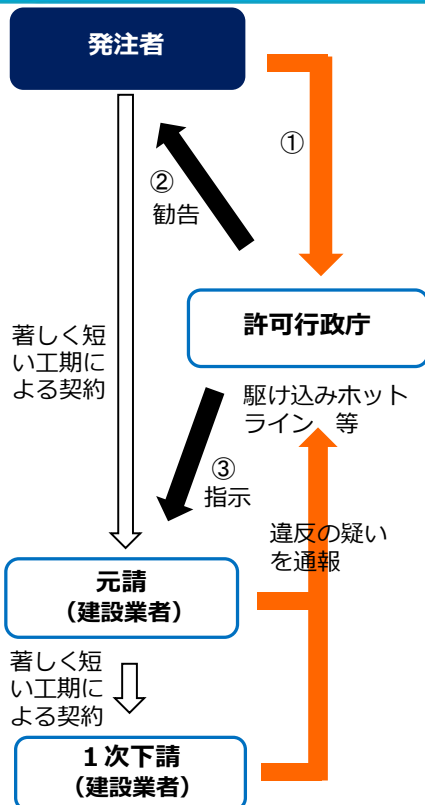 発注者
①
②
勧告
許可行政庁
著しく短
い工期に
よる契約
駆け込みホット
ライン　等
③
指示
違反の疑い
を通報
元請
（建設業者）
著しく短
い工期に
よる契約
１次下請
（建設業者）